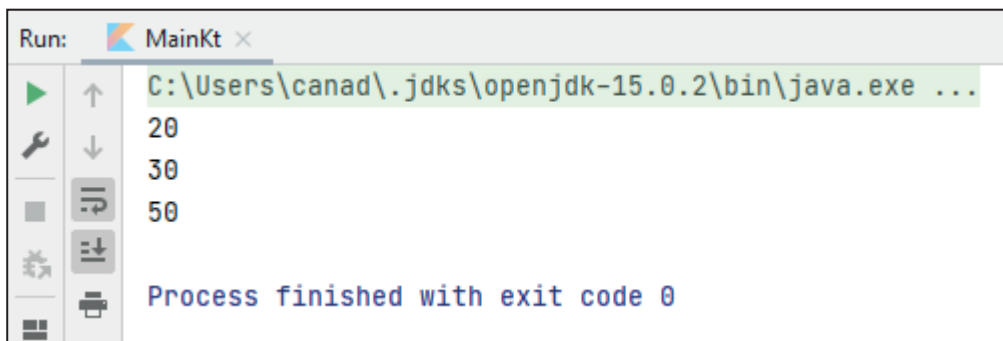 Run: MainKt ×
C:\Users\canad\.jdks\openjdk-15.0.2\bin\java.exe ...
20
30
50
Process finished with exit code 0